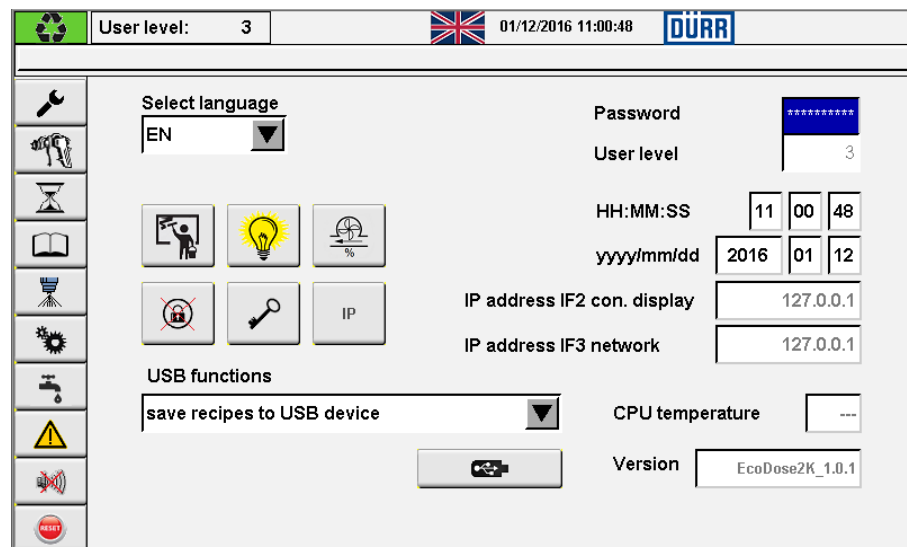 User level: 3 01/12/2016 11:00:48 DÜRR
Select language
EN
Password **********
User level 3
HH:MM:SS 11 00 48
yyyy/mm/dd 2016 01 12
%
IP
IP address IF2 con. display 127.0.0.1
IP address IF3 network 127.0.0.1
USB functions
save recipes to USB device
CPU temperature ---
Version EcoDose2K_1.0.1
RESET